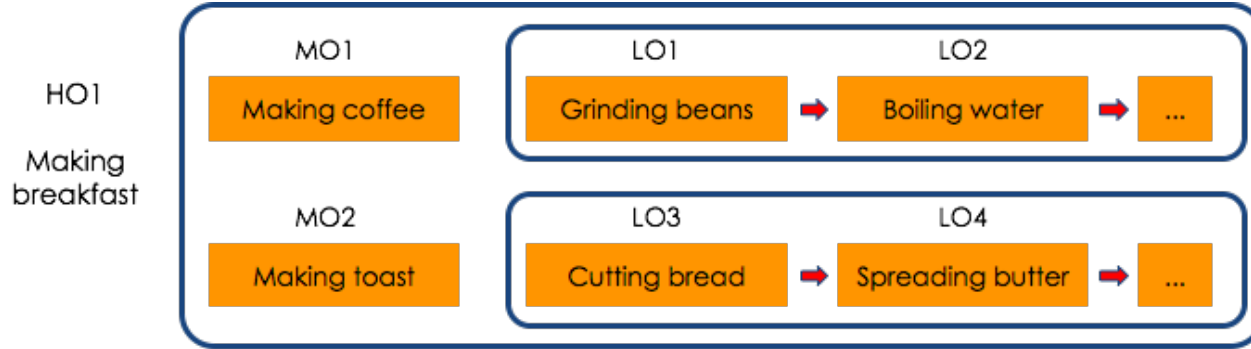 HO1
Making
breakfast
MO1
Making coffee
LO1
Grinding beans
LO2
Boiling water
...
MO2
Making toast
LO3
Cutting bread
LO4
Spreading butter
...